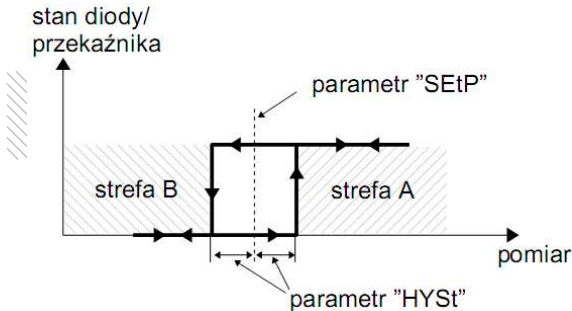 stan diody/
przekaźnika
parametr ”SEtP”
strefa B
strefa A
pomiar
parametr ”HYSt”